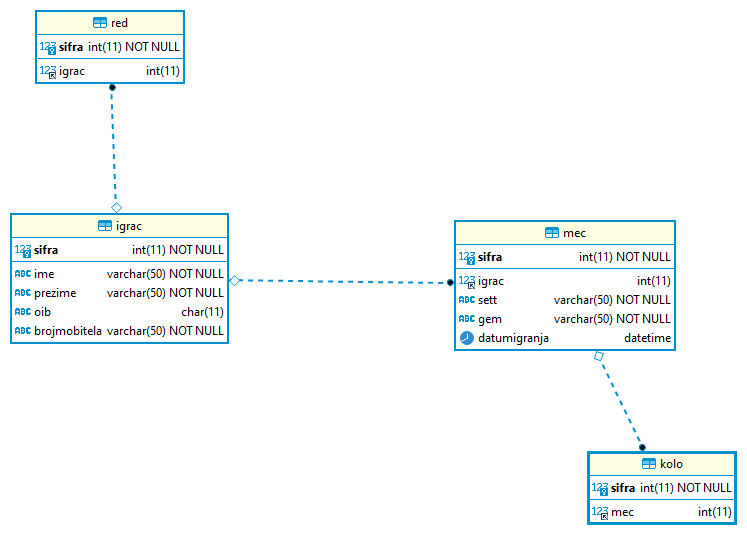 red
123 sifra int(11) NOT NULL
123 igrac int(11)
igrac
123 sifra int(11) NOT NULL
ABC ime varchar(50) NOT NULL
ABC prezime varchar(50) NOT NULL
ABC oib char(11)
ABC brojmobitela varchar(50) NOT NULL
mec
123 sifra int(11) NOT NULL
123 igrac int(11)
ABC sett varchar(50) NOT NULL
ABC gem varchar(50) NOT NULL
datumigranja datetime
kolo
123 sifra int(11) NOT NULL
123 mec int(11)